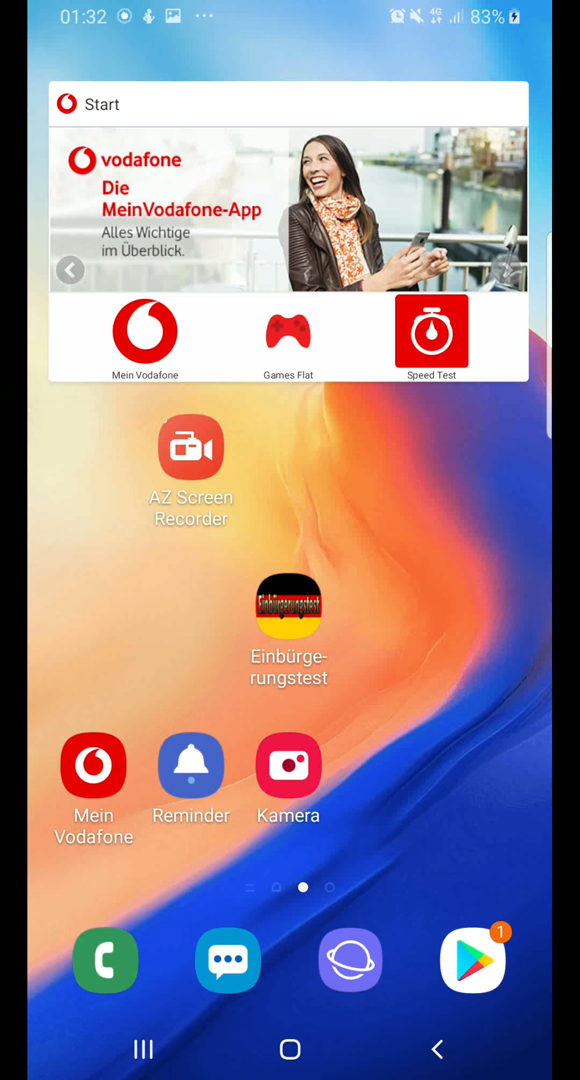 01:32
4G
83%
Start
vodafone
Die
MeinVodafone-App
Alles Wichtige
im Überblick.
Mein Vodafone
Games Flat
Speed Test
AZ Screen
Recorder
Einbürgerungstest
Einbürge-
rungstest
Mein
Vodafone
Reminder
Kamera
1